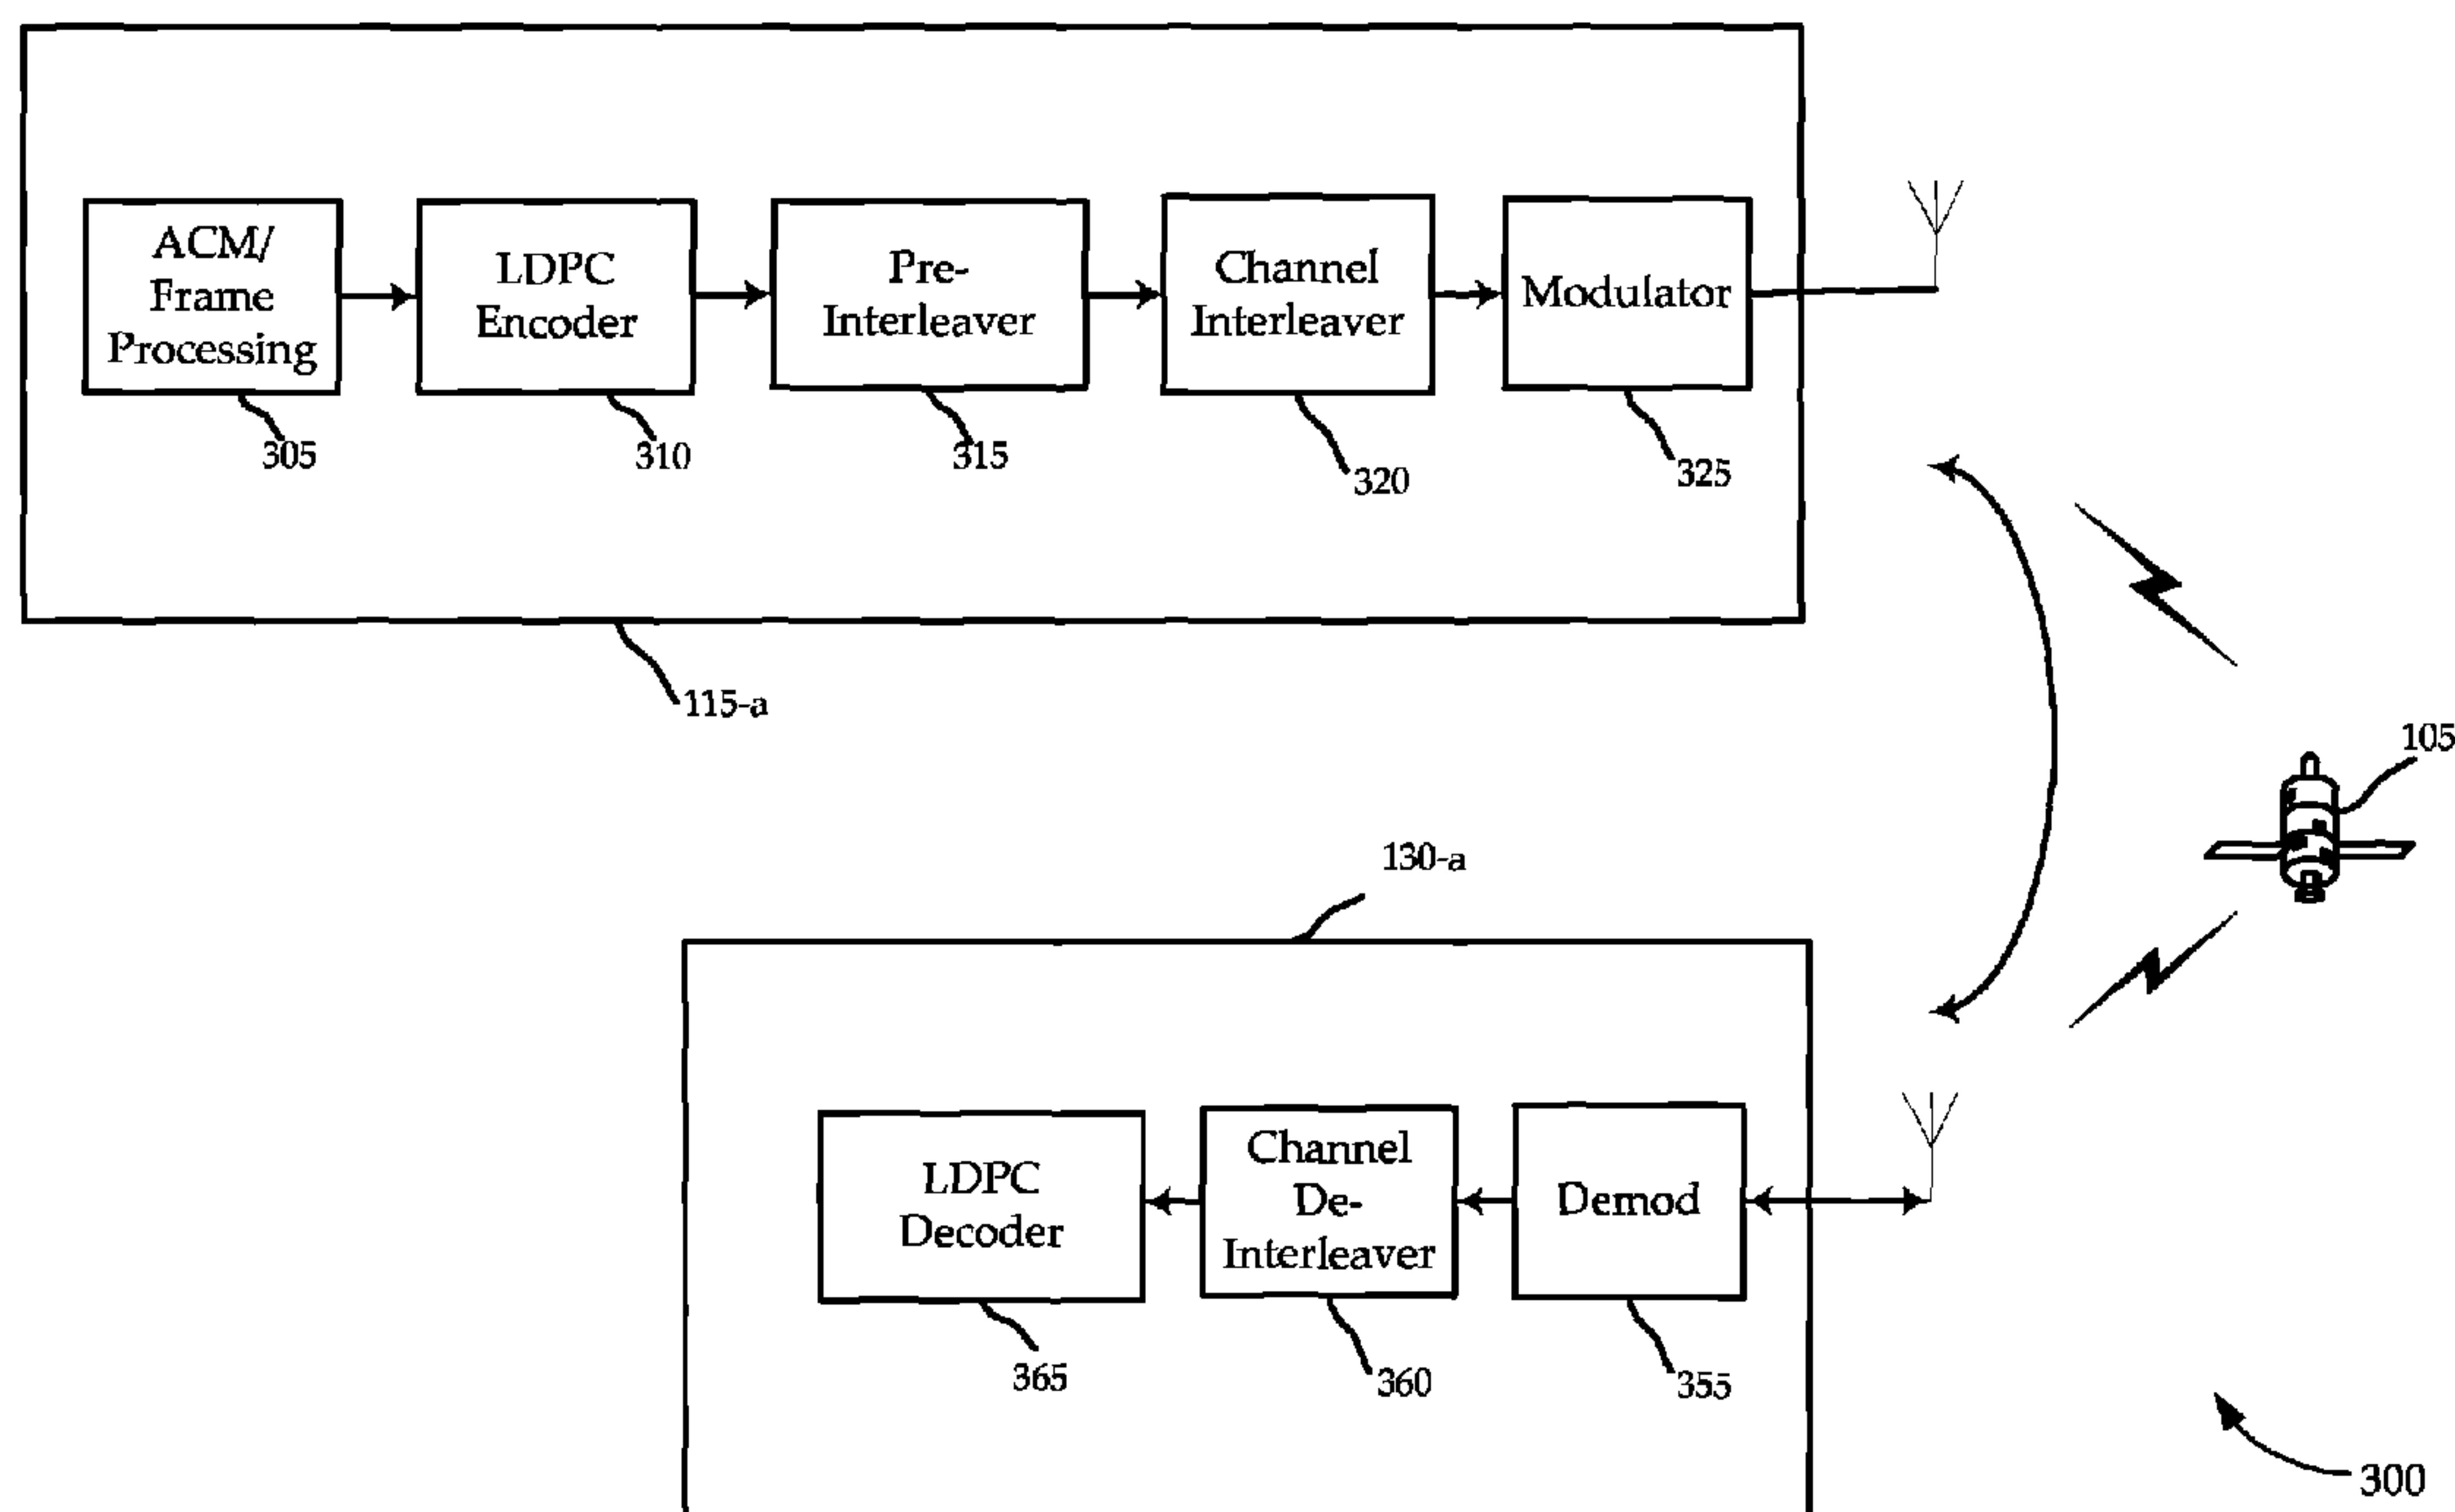 ACM/
Frame
Processing
LDPC
Encoder
Pre-
Interleaver
Channel
Interleaver
Modulator
305
310
315
320
325
115-a
105
130-a
LDPC
Decoder
Channel
De-
Interleaver
Demod
365
360
355
300